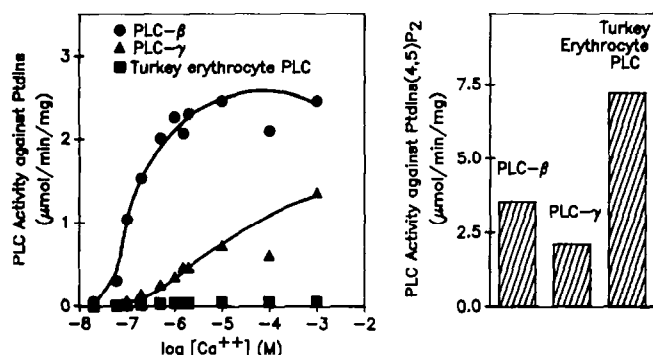 PLC Activity against PtdIns
(μmol/min/mg)
3
2
1
0
PLC-β
PLC-γ
Turkey erythrocyte PLC
-8 -7 -6 -5 -4 -3 -2
log [Ca++] (M)
PLC Activity against PtdIns(4,5)P2
(μmol/min/mg)
7.5
5.0
2.5
0.0
PLC-β
PLC-γ
Turkey
Erythrocyte
PLC